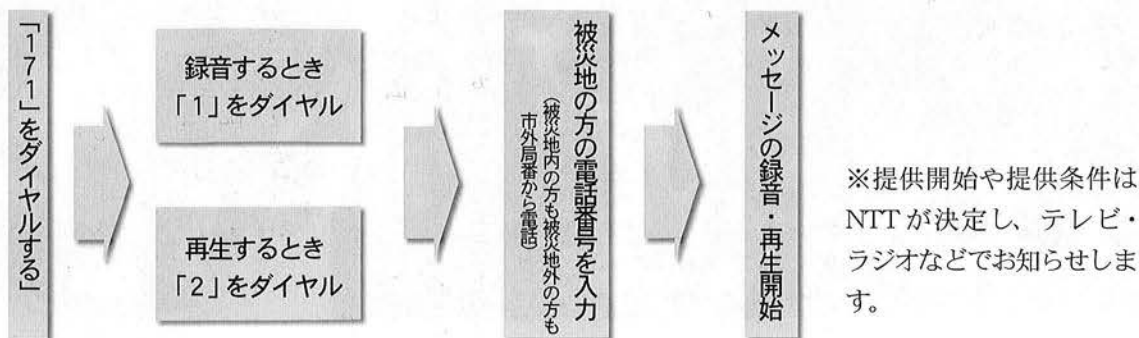 「171」をダイヤルする」
録音するとき
「1」をダイヤル
再生するとき
「2」をダイヤル
被災地の方の電話番号を入力
（被災地内の方も被災地外の方も
市外局番から電話）
メッセージの録音・再生開始
※提供開始や提供条件は
NTTが決定し、テレビ・
ラジオなどでお知らせしま
す。